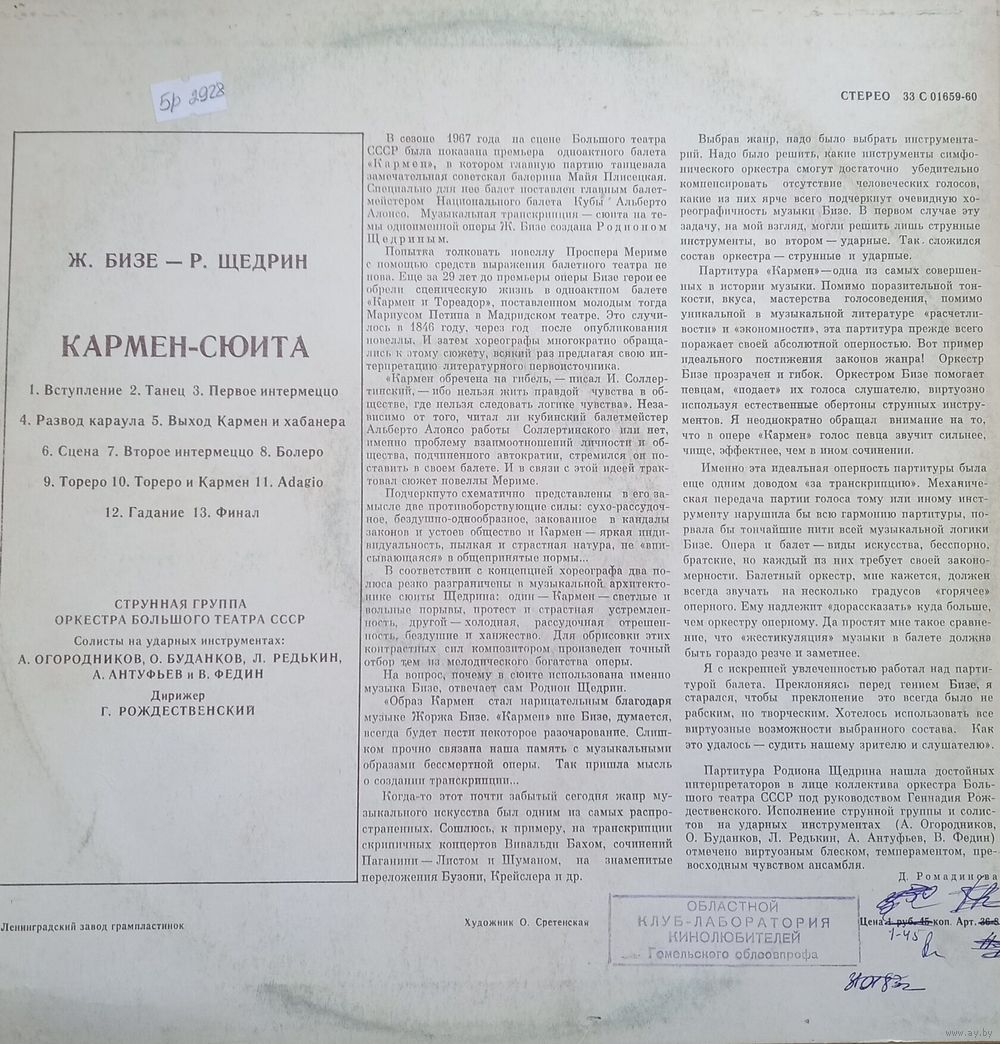 5р 2928
СТЕРЕО 33 С 01659-60
Ж. БИЗЕ — Р. ЩЕДРИН
КАРМЕН-СЮИТА
1. Вступление 2. Танец 3. Первое интермеццо
4. Развод караула 5. Выход Кармен и хабанера
6. Сцена 7. Второе интермеццо 8. Болеро
9. Тореро 10. Тореро и Кармен 11. Adagio
12. Гадание 13. Финал
СТРУННАЯ ГРУППА
ОРКЕСТРА БОЛЬШОГО ТЕАТРА СССР
Солисты на ударных инструментах:
А. ОГОРОДНИКОВ, О. БУДАНКОВ, Л. РЕДЬКИН,
А. АНТУФЬЕВ и В. ФЕДИН
Дирижер
Г. РОЖДЕСТВЕНСКИЙ
В сезоне 1967 года на сцене Большого театра
СССР была показана премьера одноактного балета
«Кармен», в котором главную партию танцевала
замечательная советская балерина Майя Плисецкая.
Специально для нее балет поставлен главным балет-
мейстером Национального балета Кубы Альберто
Алонсо. Музыкальная транскрипция — сюита на те-
мы одноименной оперы Ж. Бизе создана Родионом
Щедриным.
Попытка толковать новеллу Проспера Мериме
с помощью средств выражения балетного театра не
нова. Еще за 29 лет до премьеры оперы Бизе герои ее
обрели сценическую жизнь в одноактном балете
«Кармен и Тореадор», поставленном молодым тогда
Мариусом Петипа в Мадридском театре. Это случи-
лось в 1846 году, через год после опубликования
новеллы. И затем хореографы многократно обраща-
лись к этому сюжету, всякий раз предлагая свою ин-
терпретацию литературного первоисточника.
«Кармен обречена на гибель, — писал И. Соллер-
тинский, — ибо нельзя жить правдой чувства в об-
ществе, где нельзя следовать логике чувства». Неза-
висимо от того, читал ли кубинский балетмейстер
Альберто Алонсо работы Соллертинского или нет,
именно проблему взаимоотношений личности и об-
щества, подчиненного автократии, стремился он по-
ставить в своем балете. И в связи с этой идеей трак-
товал сюжет новеллы Мериме.
Подчеркнуто схематично представлены в его за-
мысле две противоборствующие силы: сухо-рассудоч-
ное, бездушно-однообразное, закованное в кандалы
законов и устоев общество и Кармен — яркая инди-
видуальность, пылкая и страстная натура, не «впи-
сывающаяся» в общепринятые нормы...
В соответствии с концепцией хореографа два по-
люса резко разграничены в музыкальной архитекто-
нике сюиты Щедрина: один — Кармен — светлые и
вольные порывы, протест и страстная устремлен-
ность, другой — холодная, рассудочная отрешен-
ность, бездушие и ханжество. Для обрисовки этих
контрастных сил композитором произведен точный
отбор тем из мелодического богатства оперы.
На вопрос, почему в сюите использована именно
музыка Бизе, отвечает сам Родион Щедрин.
«Образ Кармен стал нарицательным благодаря
музыке Жоржа Бизе. «Кармен» вне Бизе, думается,
всегда будет нести некоторое разочарование. Слиш-
ком прочно связана наша память с музыкальными
образами бессмертной оперы. Так пришла мысль
о создании транскрипции...
Когда-то этот почти забытый сегодня жанр му-
зыкального искусства был одним из самых распро-
страненных. Сошлюсь, к примеру, на транскрипции
скрипичных концертов Вивальди Бахом, сочинений
Паганини — Листом и Шуманом, на знаменитые
переложения Бузони, Крейслера и др.
Выбрав жанр, надо было выбрать инструмента-
рий. Надо было решить, какие инструменты симфо-
нического оркестра смогут достаточно убедительно
компенсировать отсутствие человеческих голосов,
какие из них ярче всего подчеркнут очевидную хо-
реографичность музыки Бизе. В первом случае эту
задачу, на мой взгляд, могли решить лишь струнные
инструменты, во втором — ударные. Так сложился
состав оркестра — струнные и ударные.
Партитура «Кармен» — одна из самых совершен-
ных в истории музыки. Помимо поразительной тон-
кости, вкуса, мастерства голосоведения, помимо
уникальной в музыкальной литературе «расчетли-
вости» и «экономности», эта партитура прежде всего
поражает своей абсолютной оперностью. Вот пример
идеального постижения законов жанра! Оркестр
Бизе прозрачен и гибок. Оркестром Бизе помогает
певцам, «подает» их голоса слушателю, виртуозно
используя естественные обертоны струнных инстру-
ментов. Я неоднократно обращал внимание на то,
что в опере «Кармен» голос певца звучит сильнее,
чище, эффектнее, чем в ином сочинении.
Именно эта идеальная оперность партитуры была
еще одним доводом «за транскрипцию». Механиче-
ская передача партии голоса тому или иному инст-
рументу нарушила бы всю гармонию партитуры, по-
рвала бы тончайшие нити всей музыкальной логики
Бизе. Опера и балет — виды искусства, бесспорно,
братские, но каждый из них требует своей законо-
мерности. Балетный оркестр, мне кажется, должен
всегда звучать на несколько градусов «горячее»
оперного. Ему надлежит «дорассказать» куда больше,
чем оркестру оперному. Да простят мне такое сравне-
ние, что «жестикуляция» музыки в балете должна
быть гораздо резче и заметнее.
Я с искренней увлеченностью работал над парти-
турой балета. Преклоняясь перед гением Бизе, я
старался, чтобы преклонение это всегда было не
рабским, но творческим. Хотелось использовать все
виртуозные возможности выбранного состава. Как
это удалось — судить нашему зрителю и слушателю».
Партитура Родиона Щедрина нашла достойных
интерпретаторов в лице коллектива оркестра Боль-
шого театра СССР под руководством Геннадия Рож-
дественского. Исполнение струнной группы и солис-
тов на ударных инструментах (А. Огородников,
О. Буданков, Л. Редькин, А. Антуфьев, В. Федин)
отмечено виртуозным блеском, темпераментом, пре-
восходным чувством ансамбля.
Д. Ромадинова
Ленинградский завод грампластинок
Художник О. Сретенская
ОБЛАСТНОЙ
КЛУБ-ЛАБОРАТОРИЯ
КИНОЛЮБИТЕЛЕЙ
Гомельского облсовпрофа
Цена 1 руб. 45 коп. Арт. 36-8
1-45
www.ay.by